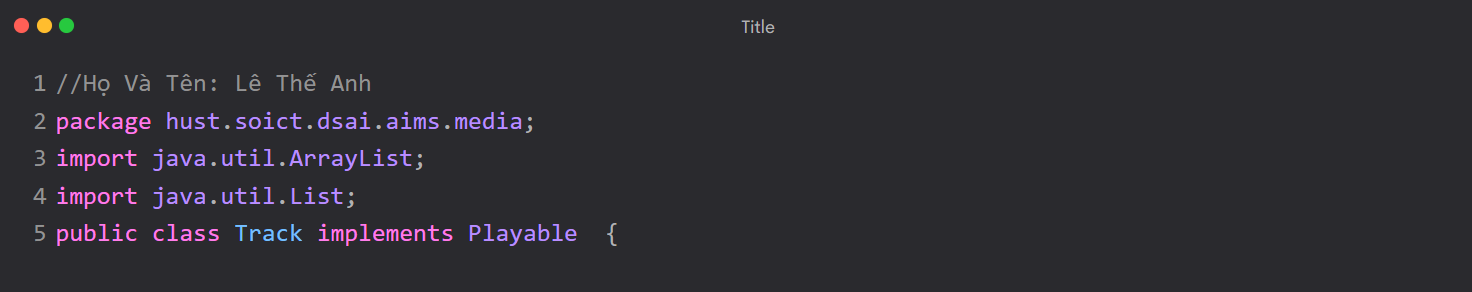 Title
1 //Họ Và Tên: Lê Thế Anh
2 package hust.soict.dsai.aims.media;
3 import java.util.ArrayList;
4 import java.util.List;
5 public class Track implements Playable  {